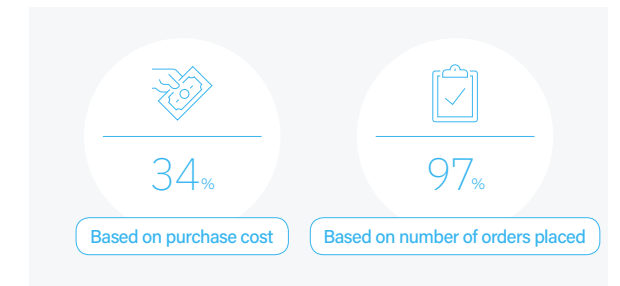 34%
97%
Based on purchase cost
Based on number of orders placed